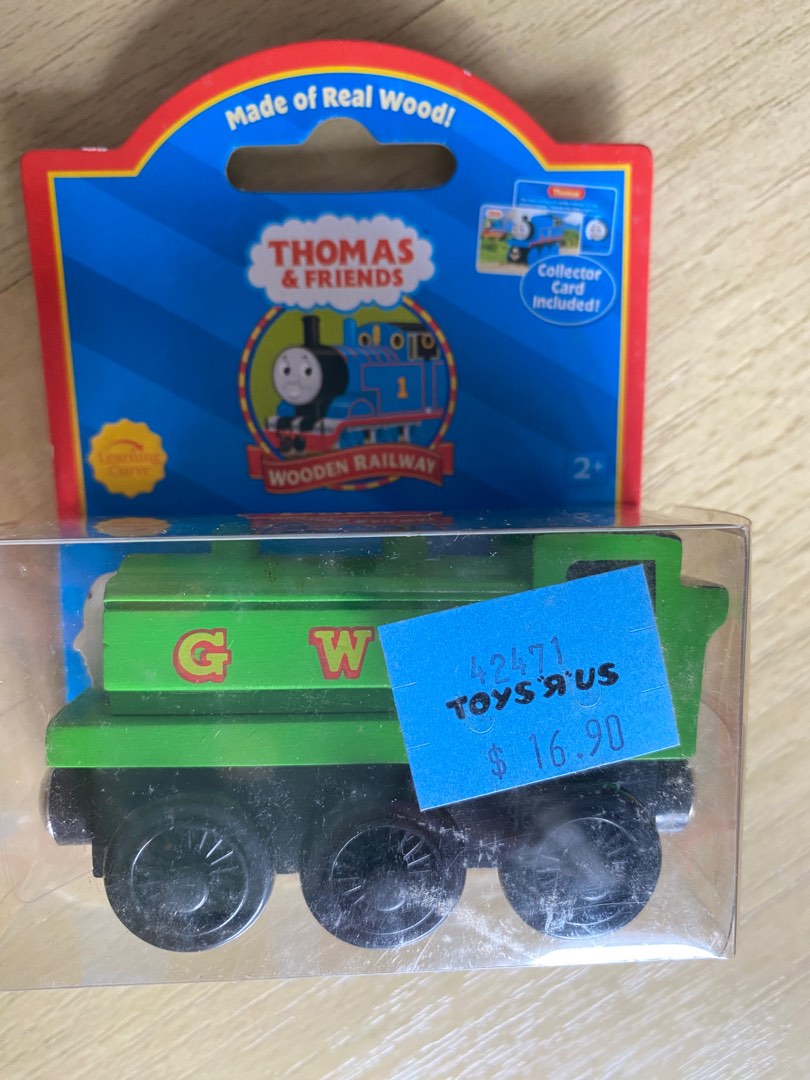 Made of Real Wood!
Thomas
Collector
Card
Included!
THOMAS
& FRIENDS
1
WOODEN RAILWAY
Learning
Curve
2+
G W
42471
TOYS"R"US
$ 16.90